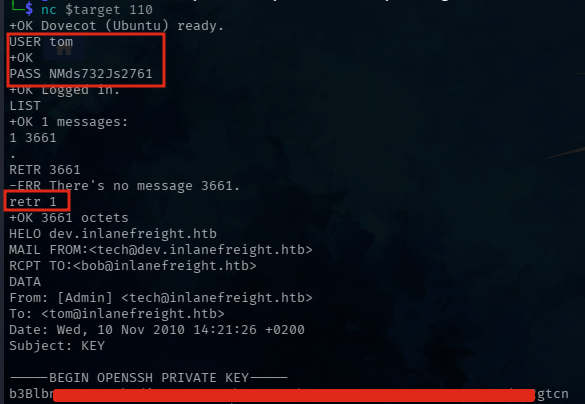 $ nc $target 110
+OK Dovecot (Ubuntu) ready.
USER tom
+OK
PASS NMds732Js2761
+OK Logged in.
LIST
+OK 1 messages:
1 3661
.
RETR 3661
-ERR There's no message 3661.
retr 1
+OK 3661 octets
HELO dev.inlanefreight.htb
MAIL FROM:<tech@dev.inlanefreight.htb>
RCPT TO:<bob@inlanefreight.htb>
DATA
From: [Admin] <tech@inlanefreight.htb>
To: <tom@inlanefreight.htb>
Date: Wed, 10 Nov 2010 14:21:26 +0200
Subject: KEY
-----BEGIN OPENSSH PRIVATE KEY-----
b3Blbn gtcn